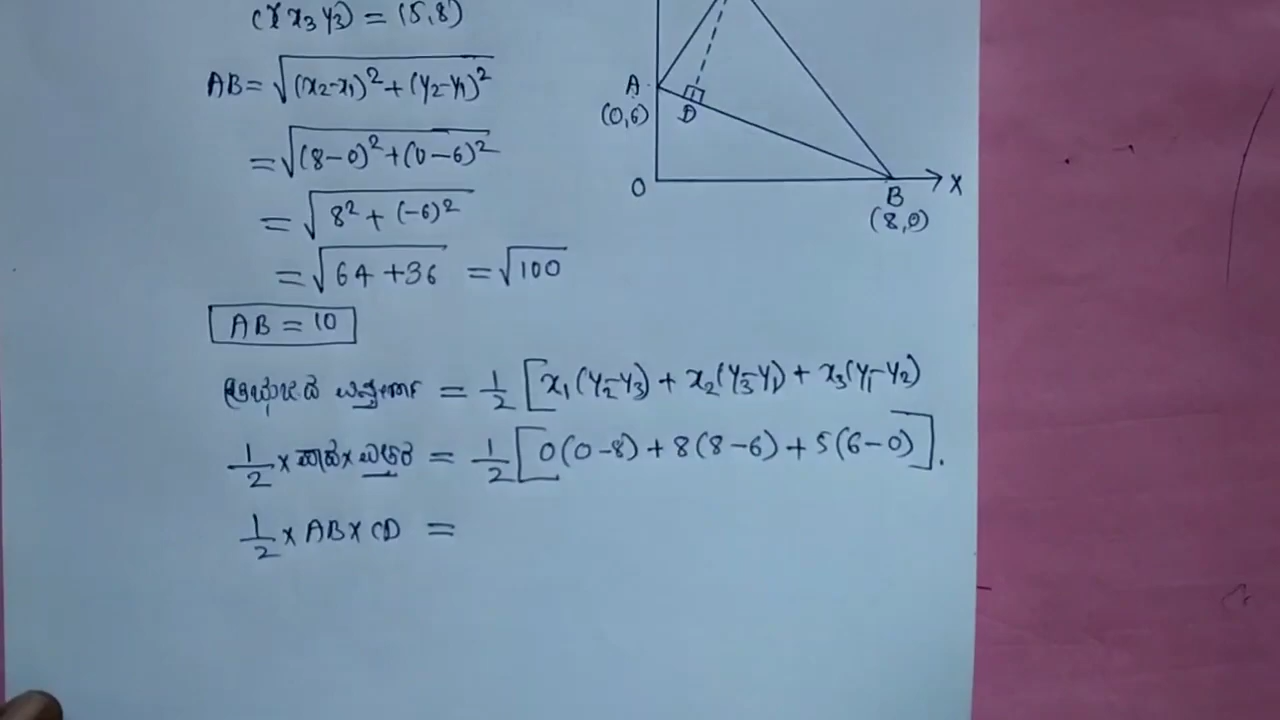 (x₃ y₃) = (5,8)
AB = √(x₂-x₁)² + (y₂-y₁)²
= √(8-0)² + (0-6)²
= √8² + (-6)²
= √64 + 36 = √100
AB = 10
ತ್ರಿಭುಜದ ವಿಸ್ತೀರ್ಣ = 1/2 [x₁(y₂-y₃) + x₂(y₃-y₁) + x₃(y₁-y₂)
1/2 × ಪಾದ × ಎತ್ತರ = 1/2 [0(0-8) + 8(8-6) + 5(6-0)].
1/2 × AB × CD =
A
(0,6)
D
O
B
(8,0)
X